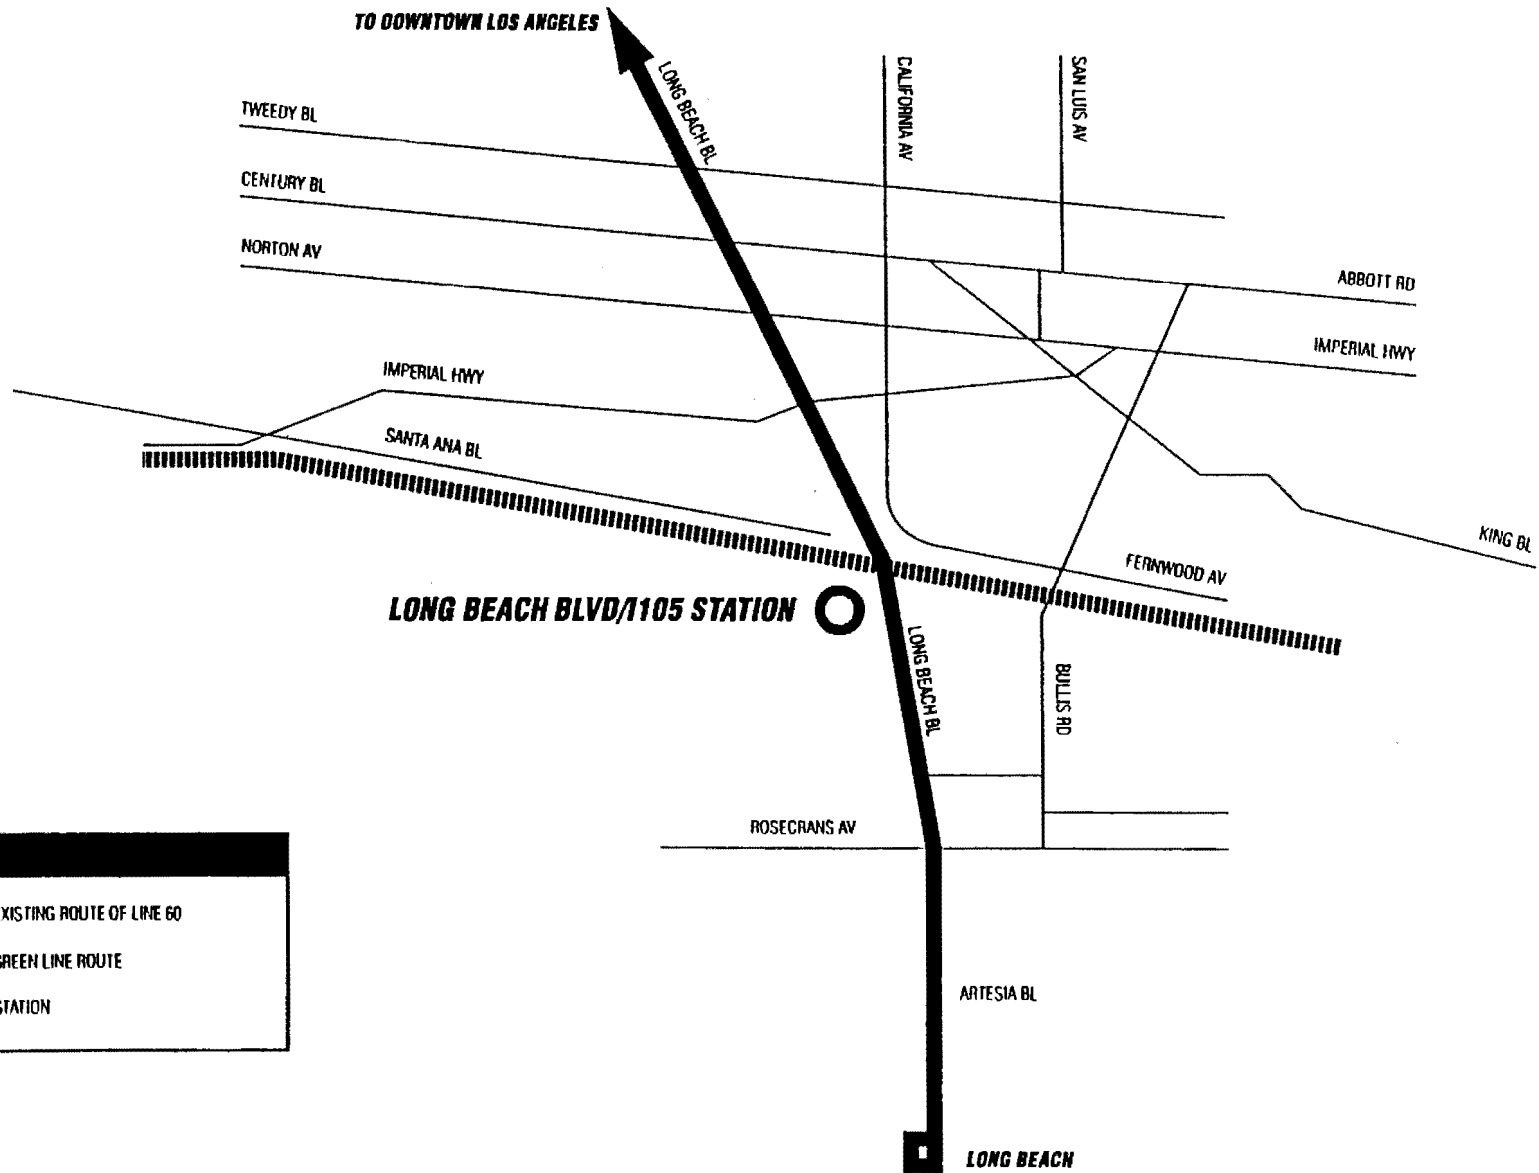 TO DOWNTOWN LOS ANGELES
LONG BEACH BL
CALIFORNIA AV
SAN LUIS AV
TWEEDY BL
CENTURY BL
NORTON AV
ABBOTT RD
IMPERIAL HWY
IMPERIAL HWY
SANTA ANA BL
KING BL
FERNWOOD AV
LONG BEACH BLVD/I105 STATION
LONG BEACH BL
BULLIS RD
ROSECRANS AV
XISTING ROUTE OF LINE 60
GREEN LINE ROUTE
STATION
ARTESIA BL
LONG BEACH